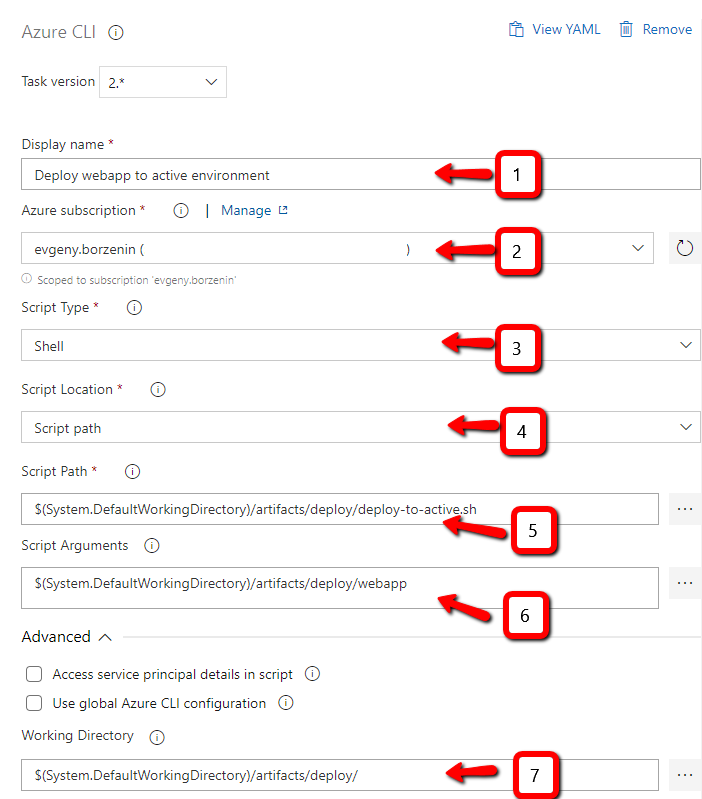 Azure CLI
View YAML
Remove
Task version 2.*
Display name *
Deploy webapp to active environment
1
Azure subscription * | Manage
evgeny.borzenin ( )
2
Scoped to subscription 'evgeny.borzenin'
Script Type *
Shell
3
Script Location *
Script path
4
Script Path *
$(System.DefaultWorkingDirectory)/artifacts/deploy/deploy-to-active.sh
...
5
Script Arguments
$(System.DefaultWorkingDirectory)/artifacts/deploy/webapp
...
6
Advanced
Access service principal details in script
Use global Azure CLI configuration
Working Directory
$(System.DefaultWorkingDirectory)/artifacts/deploy/
7
...